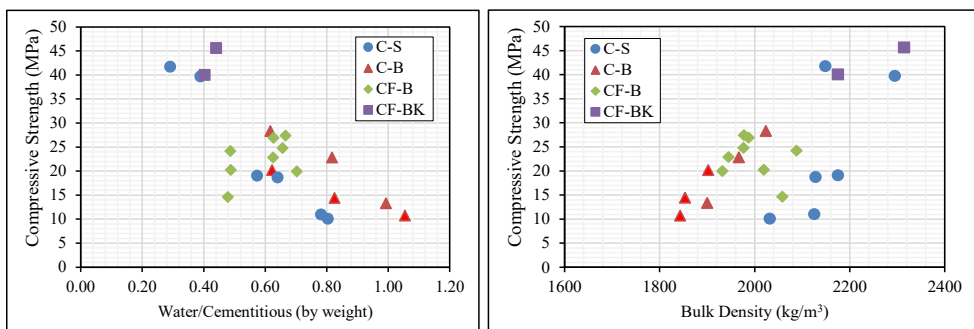 Compressive Strength (MPa)
50
45
40
35
30
25
20
15
10
5
0
0.00 0.20 0.40 0.60 0.80 1.00 1.20
Water/Cementitious (by weight)
C-S
C-B
CF-B
CF-BK
Compressive Strength (MPa)
50
45
40
35
30
25
20
15
10
5
0
1600 1800 2000 2200 2400
Bulk Density (kg/m³)
C-S
C-B
CF-B
CF-BK